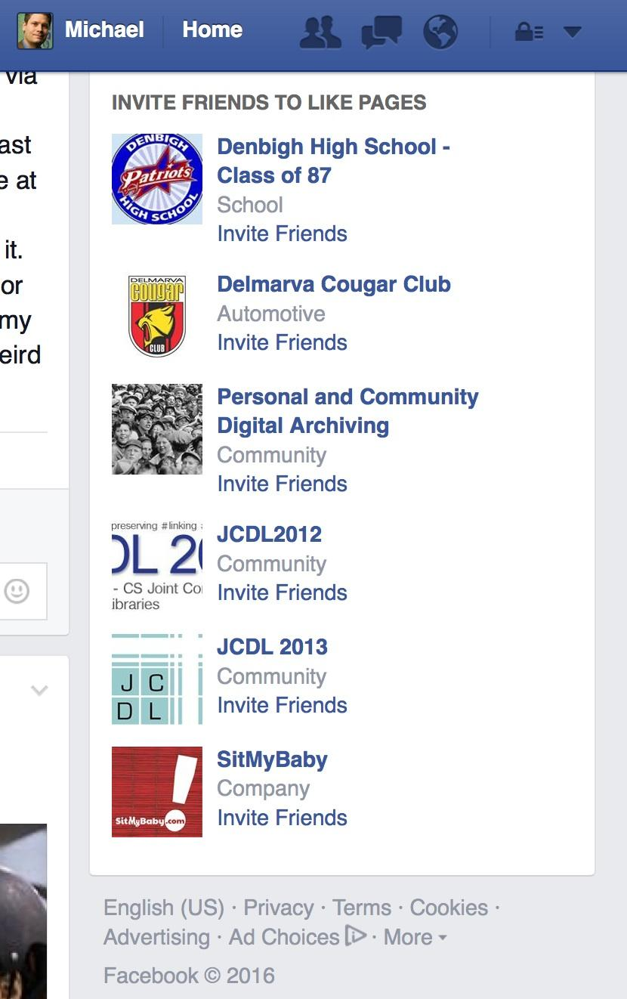 Michael
Home
via
ast
e at
it.
or
my
eird
INVITE FRIENDS TO LIKE PAGES
DENBIGH
Patriots
HIGH SCHOOL
Denbigh High School -
Class of 87
School
Invite Friends
DELMARVA
cougar
CLUB
Delmarva Cougar Club
Automotive
Invite Friends
Personal and Community
Digital Archiving
Community
Invite Friends
preserving #linking
DL 20
- CS Joint Co
ibraries
JCDL2012
Community
Invite Friends
J C
D L
JCDL 2013
Community
Invite Friends
SitMyBaby.com
SitMyBaby
Company
Invite Friends
English (US) · Privacy · Terms · Cookies ·
Advertising · Ad Choices · More
Facebook © 2016